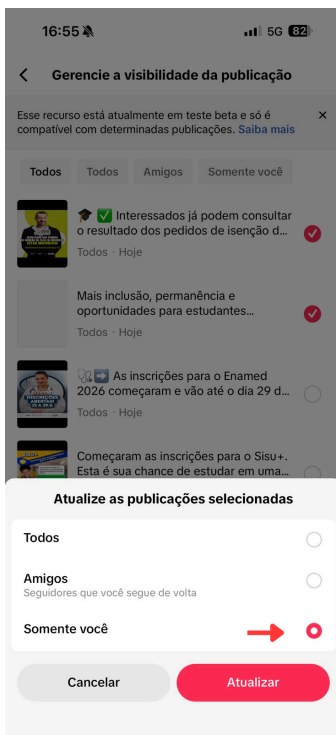 16:55
5G 82
Gerencie a visibilidade da publicação
Esse recurso está atualmente em teste beta e só é
compatível com determinadas publicações. Saiba mais
Todos Todos Amigos Somente você
🎓 ✅ Interessados já podem consultar
o resultado dos pedidos de isenção d...
Todos · Hoje
Mais inclusão, permanência e
oportunidades para estudantes...
Todos · Hoje
🩺➡️ As inscrições para o Enamed
2026 começaram e vão até o dia 29 d...
INSCRIÇÕES
ABERTAS!
Todos · Hoje
Começaram as inscrições para o Sisu+.
Esta é sua chance de estudar em uma...
Atualize as publicações selecionadas
Todos
Amigos
Seguidores que você segue de volta
Somente você
Cancelar
Atualizar